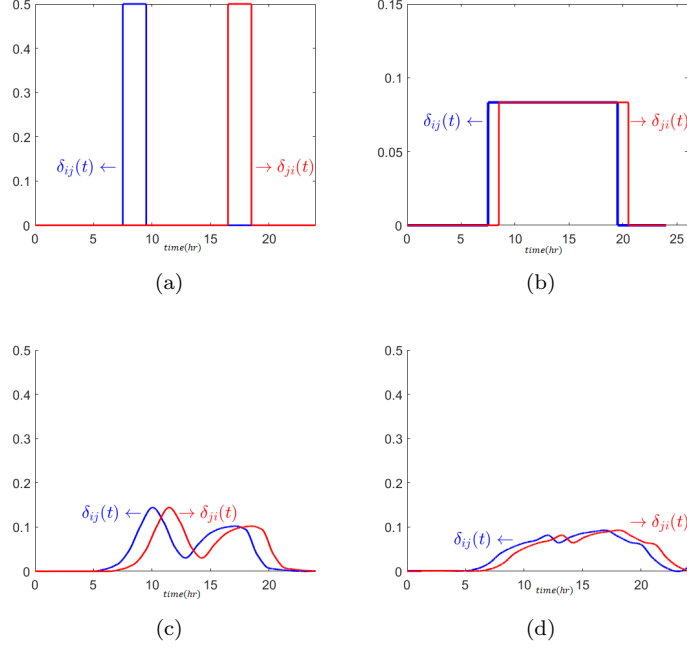 0.5
0.4
0.3
0.2
0.1
0
δij(t) ←
→ δji(t)
0 5 10 15 20
time(hr)
(a)
0.15
0.1
0.05
0
δij(t) ←
→ δji(t)
0 5 10 15 20 25
time(hr)
(b)
0.5
0.4
0.3
0.2
0.1
0
δij(t) ←
→ δji(t)
0 5 10 15 20
time(hr)
(c)
0.5
0.4
0.3
0.2
0.1
0
δij(t) ←
→ δji(t)
0 5 10 15 20
time(hr)
(d)